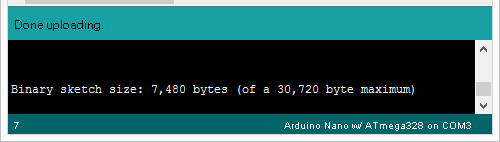 Done uploading.
Binary sketch size: 7,480 bytes (of a 30,720 byte maximum)
7
Arduino Nano w/ ATmega328 on COM3